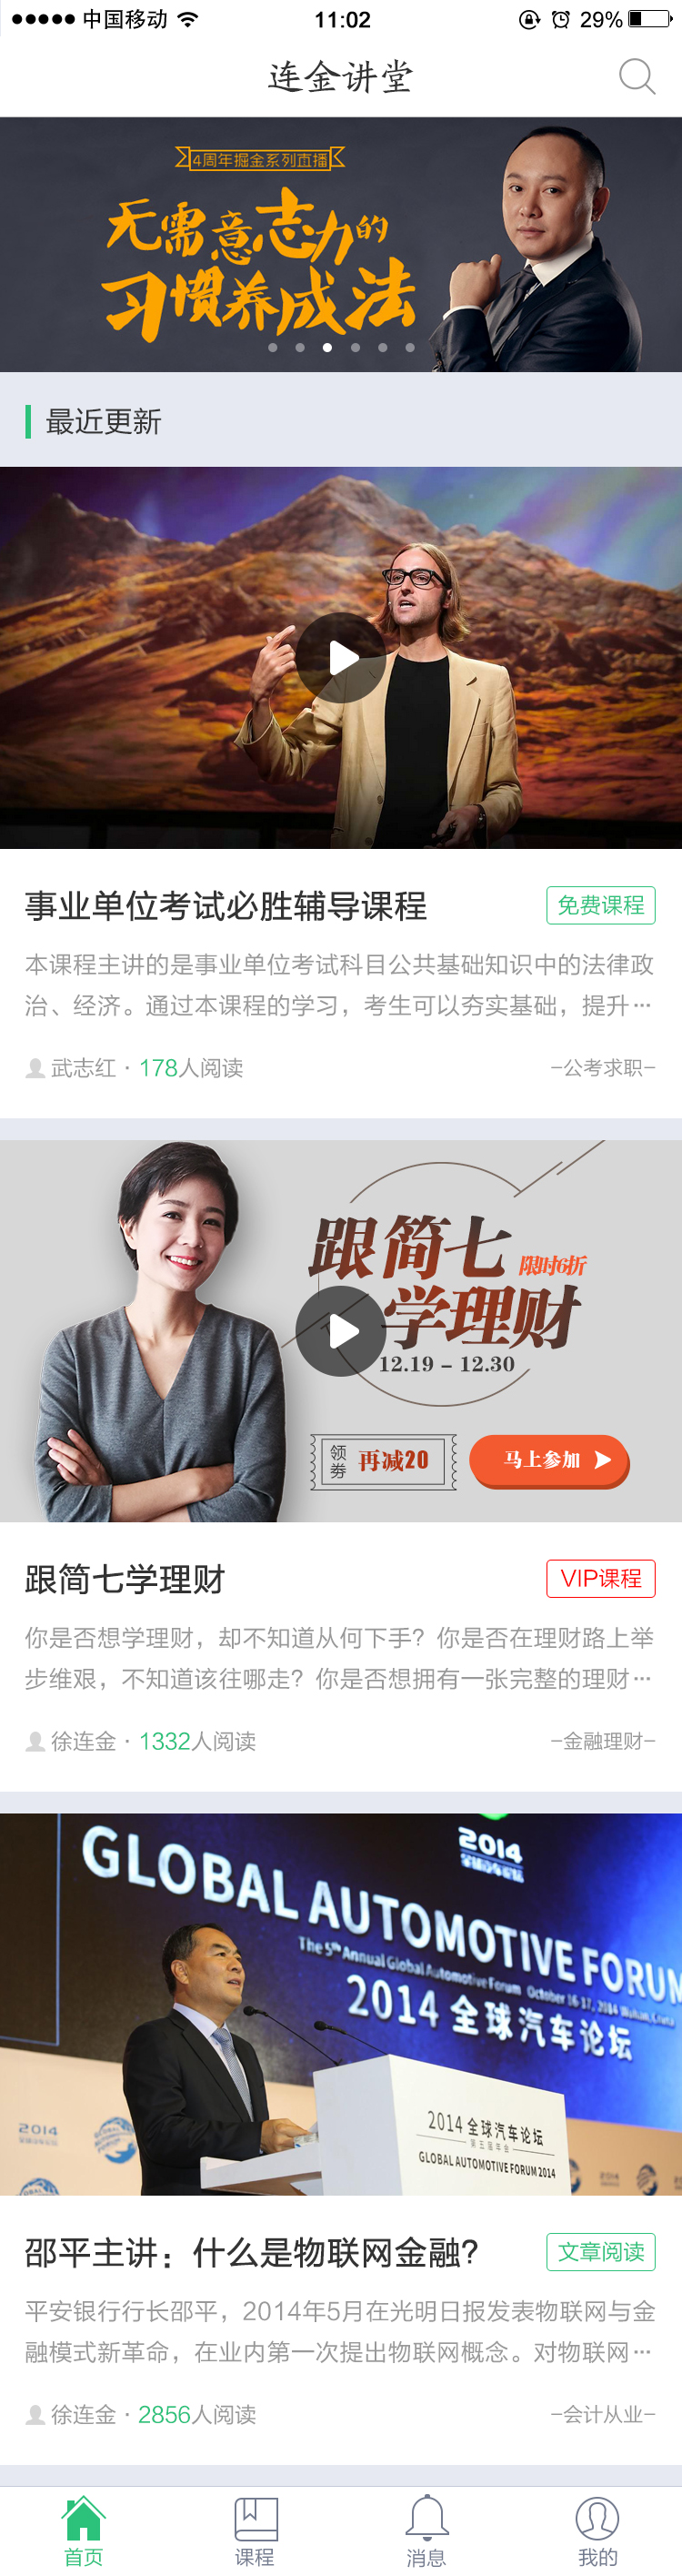 中国移动 11:02 29%
连金讲堂
4周年掘金系列直播
无需意志力的
习惯养成法
最近更新
事业单位考试必胜辅导课程 免费课程
本课程主讲的是事业单位考试科目公共基础知识中的法律政
治、经济。通过本课程的学习，考生可以夯实基础，提升…
武志红 · 178人阅读 -公考求职-
跟简七 限时6折
学理财
12.19 – 12.30
领券 再减20 马上参加
跟简七学理财 VIP课程
你是否想学理财，却不知道从何下手？你是否在理财路上举
步维艰，不知道该往哪走？你是否想拥有一张完整的理财…
徐连金 · 1332人阅读 -金融理财-
2014
GLOBAL AUTOMOTIVE FORUM
The 5th Annual Global Automotive Forum October 16-17, 2014 Wuhan, China
2014 全球汽车论坛
2014
2014 全球汽车论坛
第五届年会
GLOBAL AUTOMOTIVE FORUM 2014
邵平主讲：什么是物联网金融？ 文章阅读
平安银行行长邵平，2014年5月在光明日报发表物联网与金
融模式新革命，在业内第一次提出物联网概念。对物联网…
徐连金 · 2856人阅读 -会计从业-
首页 课程 消息 我的